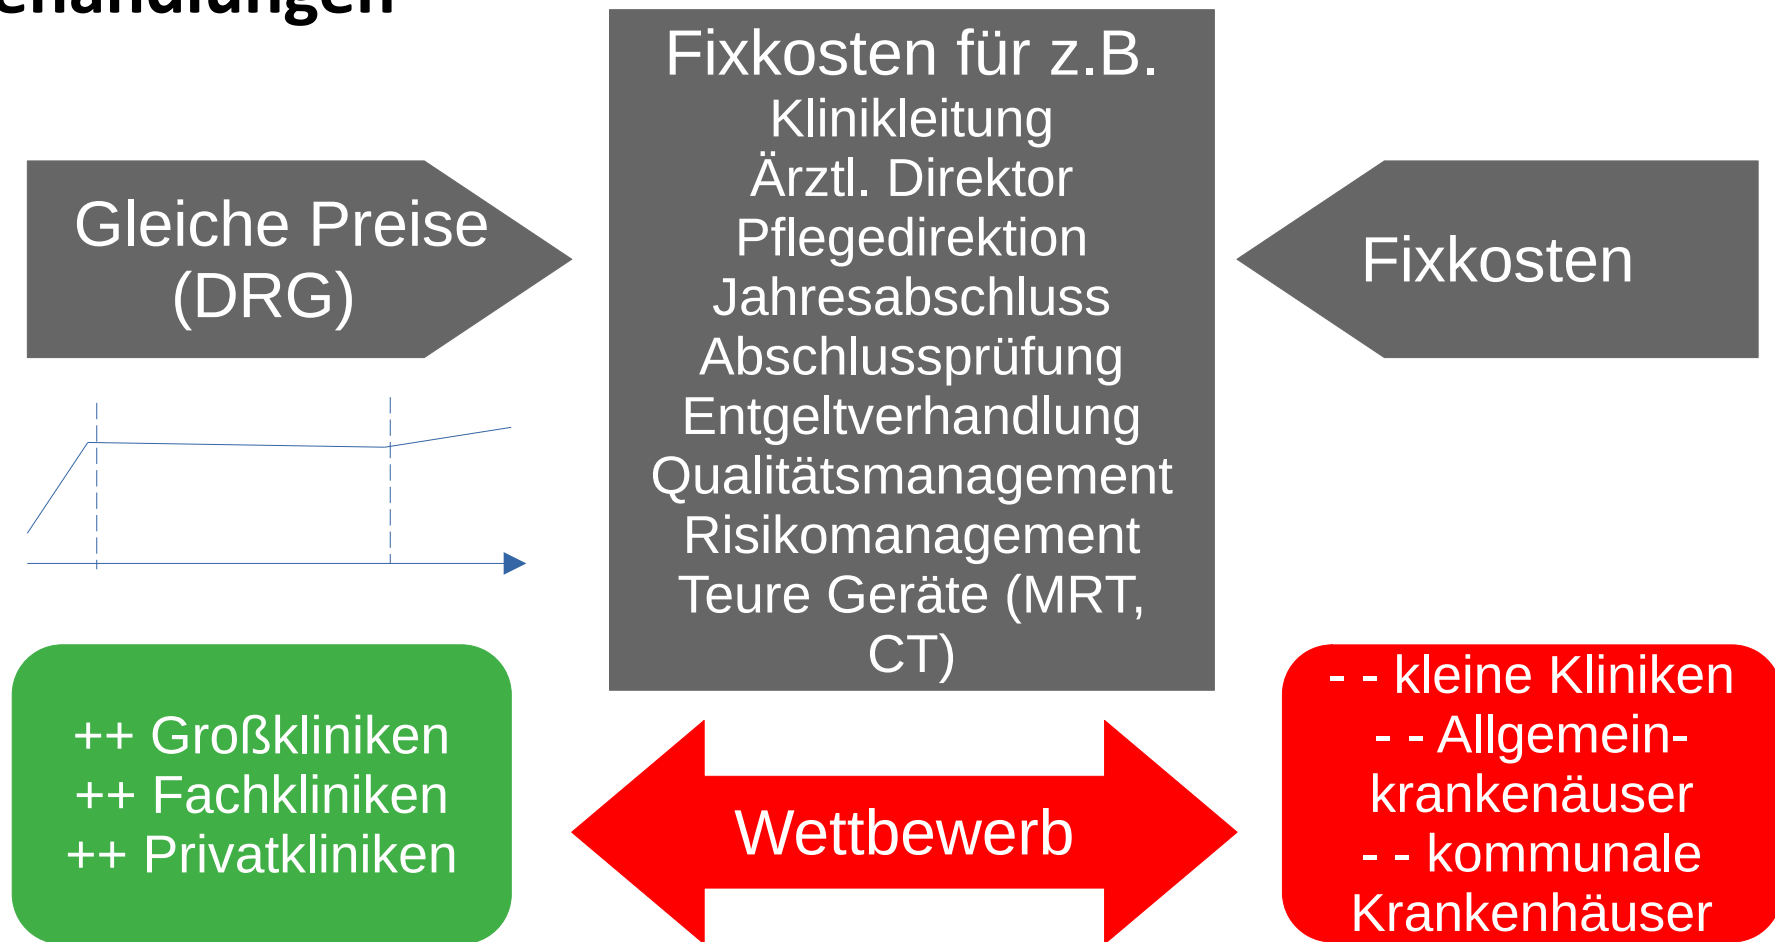 Gleiche Preise
(DRG)
Fixkosten für z.B.
Klinikleitung
Ärztl. Direktor
Pflegedirektion
Jahresabschluss
Abschlussprüfung
Entgeltverhandlung
Qualitätsmanagement
Risikomanagement
Teure Geräte (MRT,
CT)
Fixkosten
++ Großkliniken
++ Fachkliniken
++ Privatkliniken
Wettbewerb
- - kleine Kliniken
- - Allgemein-
krankenäuser
- - kommunale
Krankenhäuser